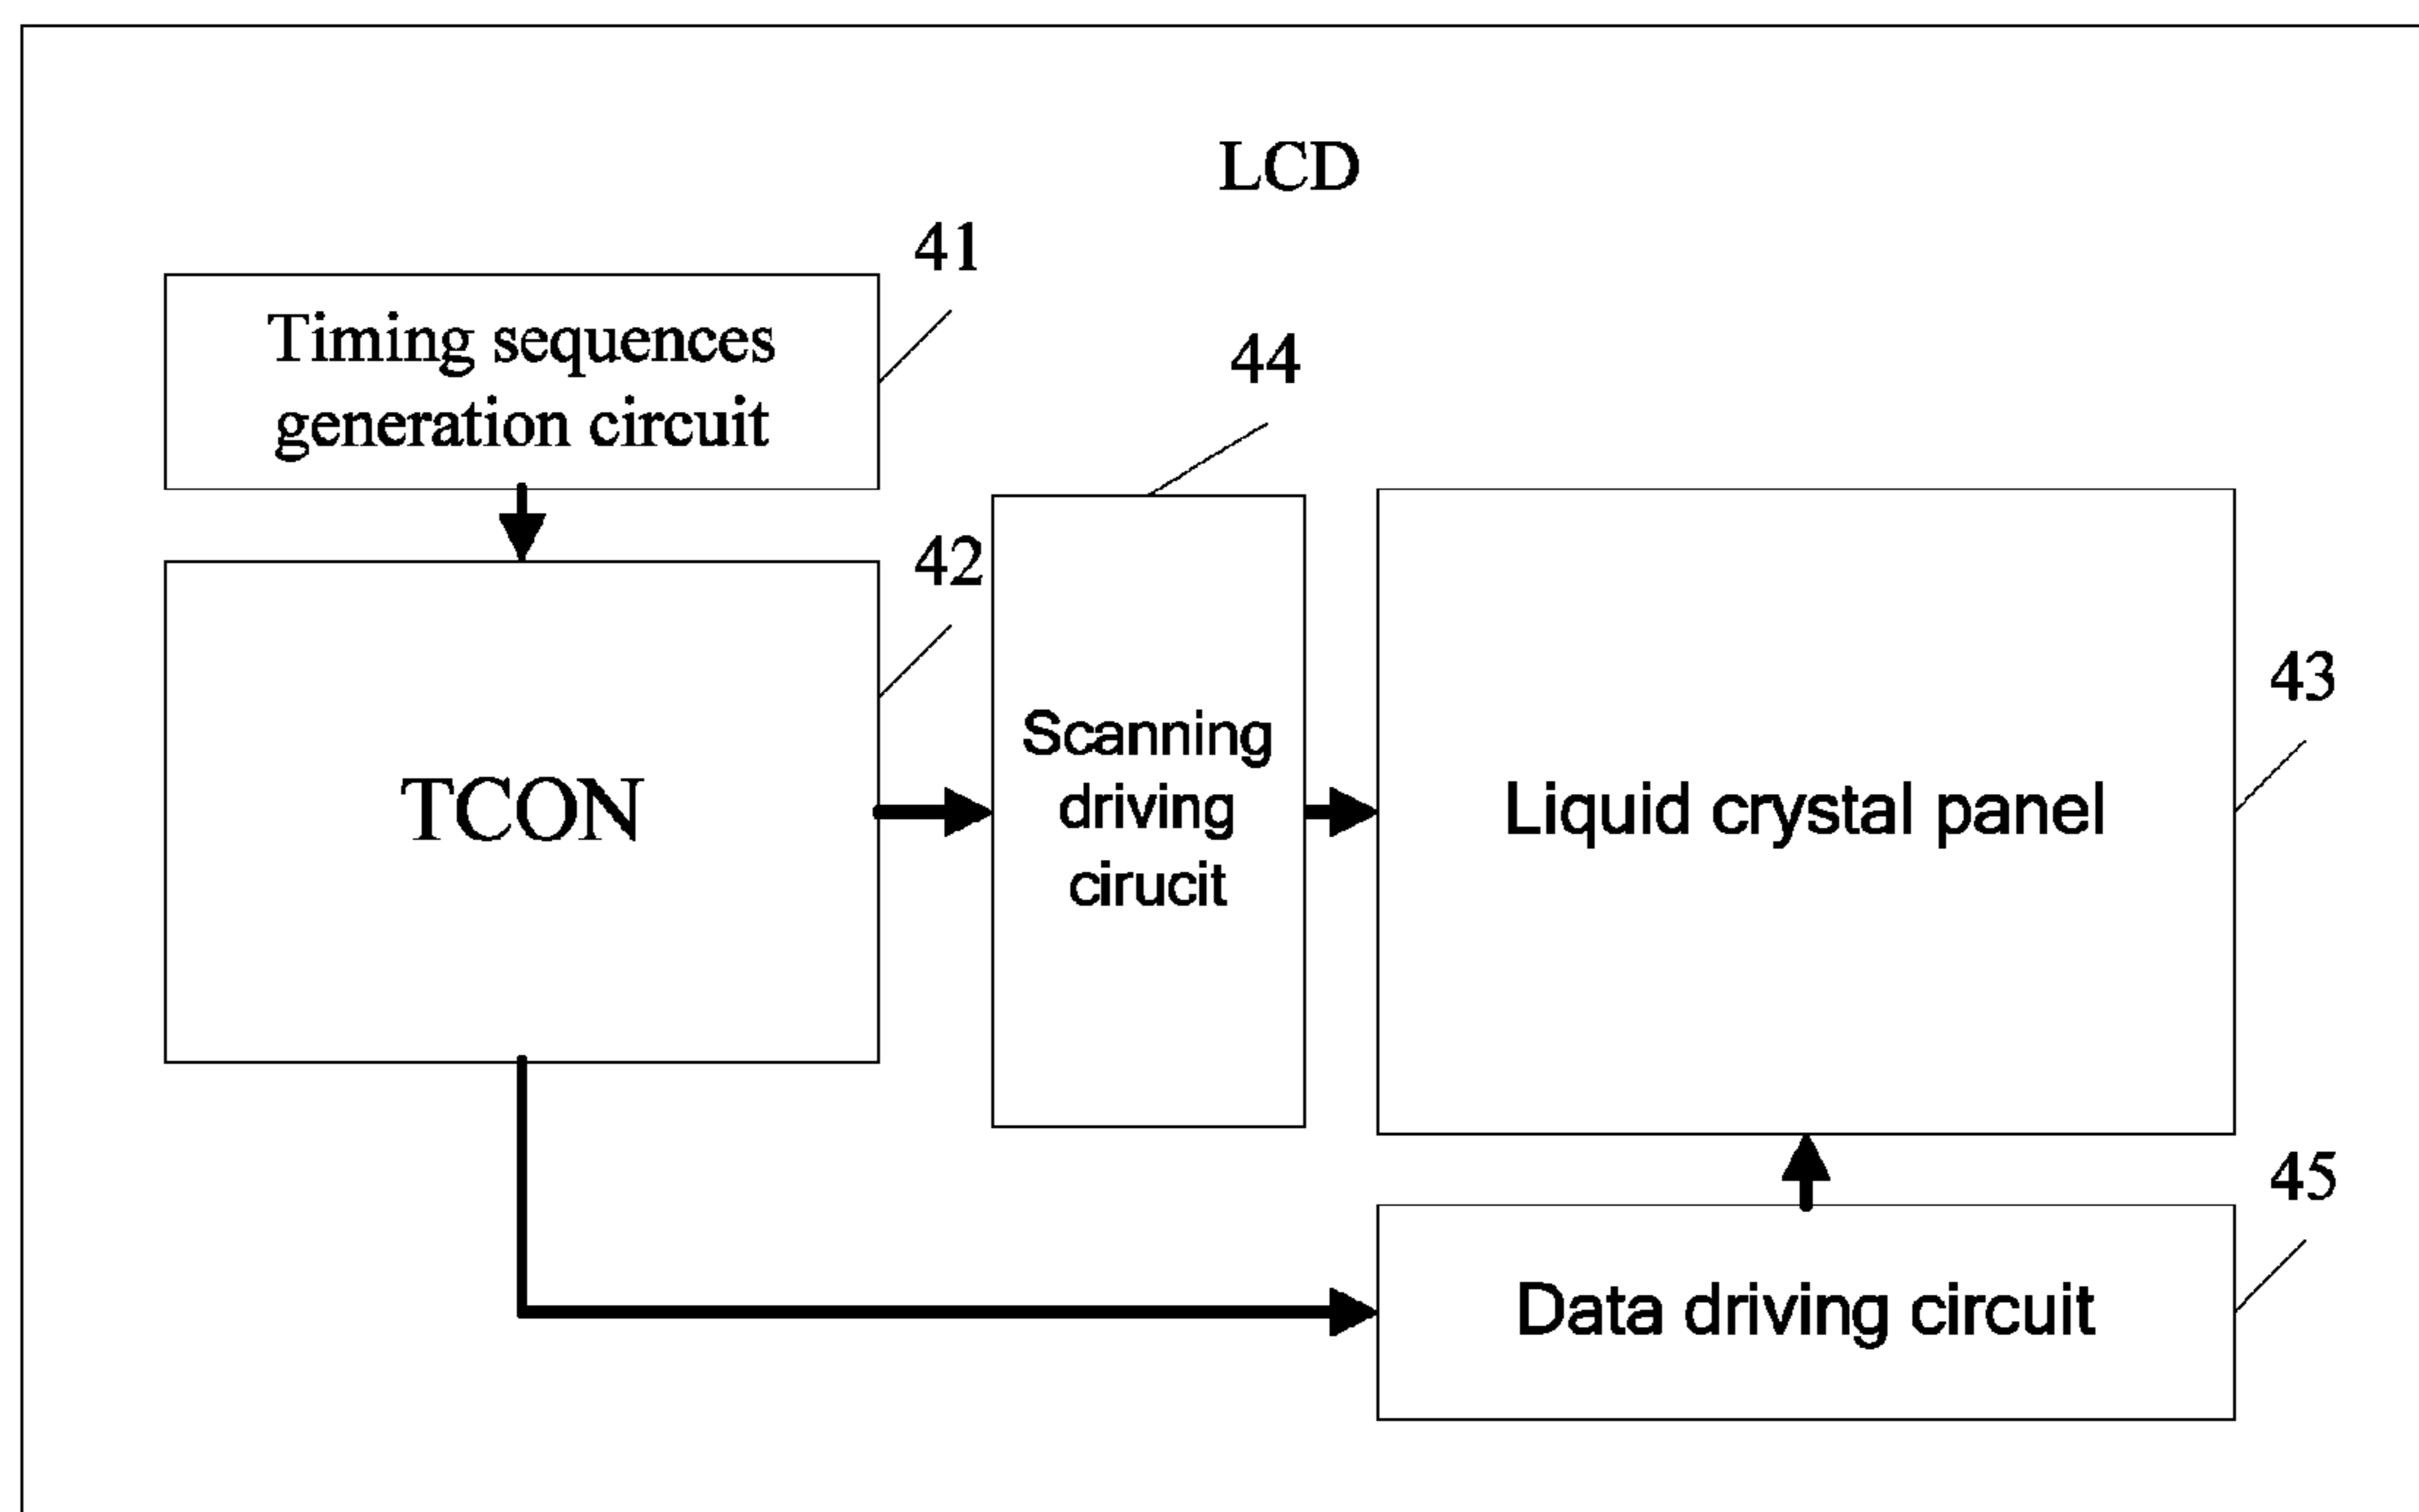 LCD
41
Timing sequences
generation circuit
44
42
TCON
Scanning
driving
cirucit
43
Liquid crystal panel
45
Data driving circuit